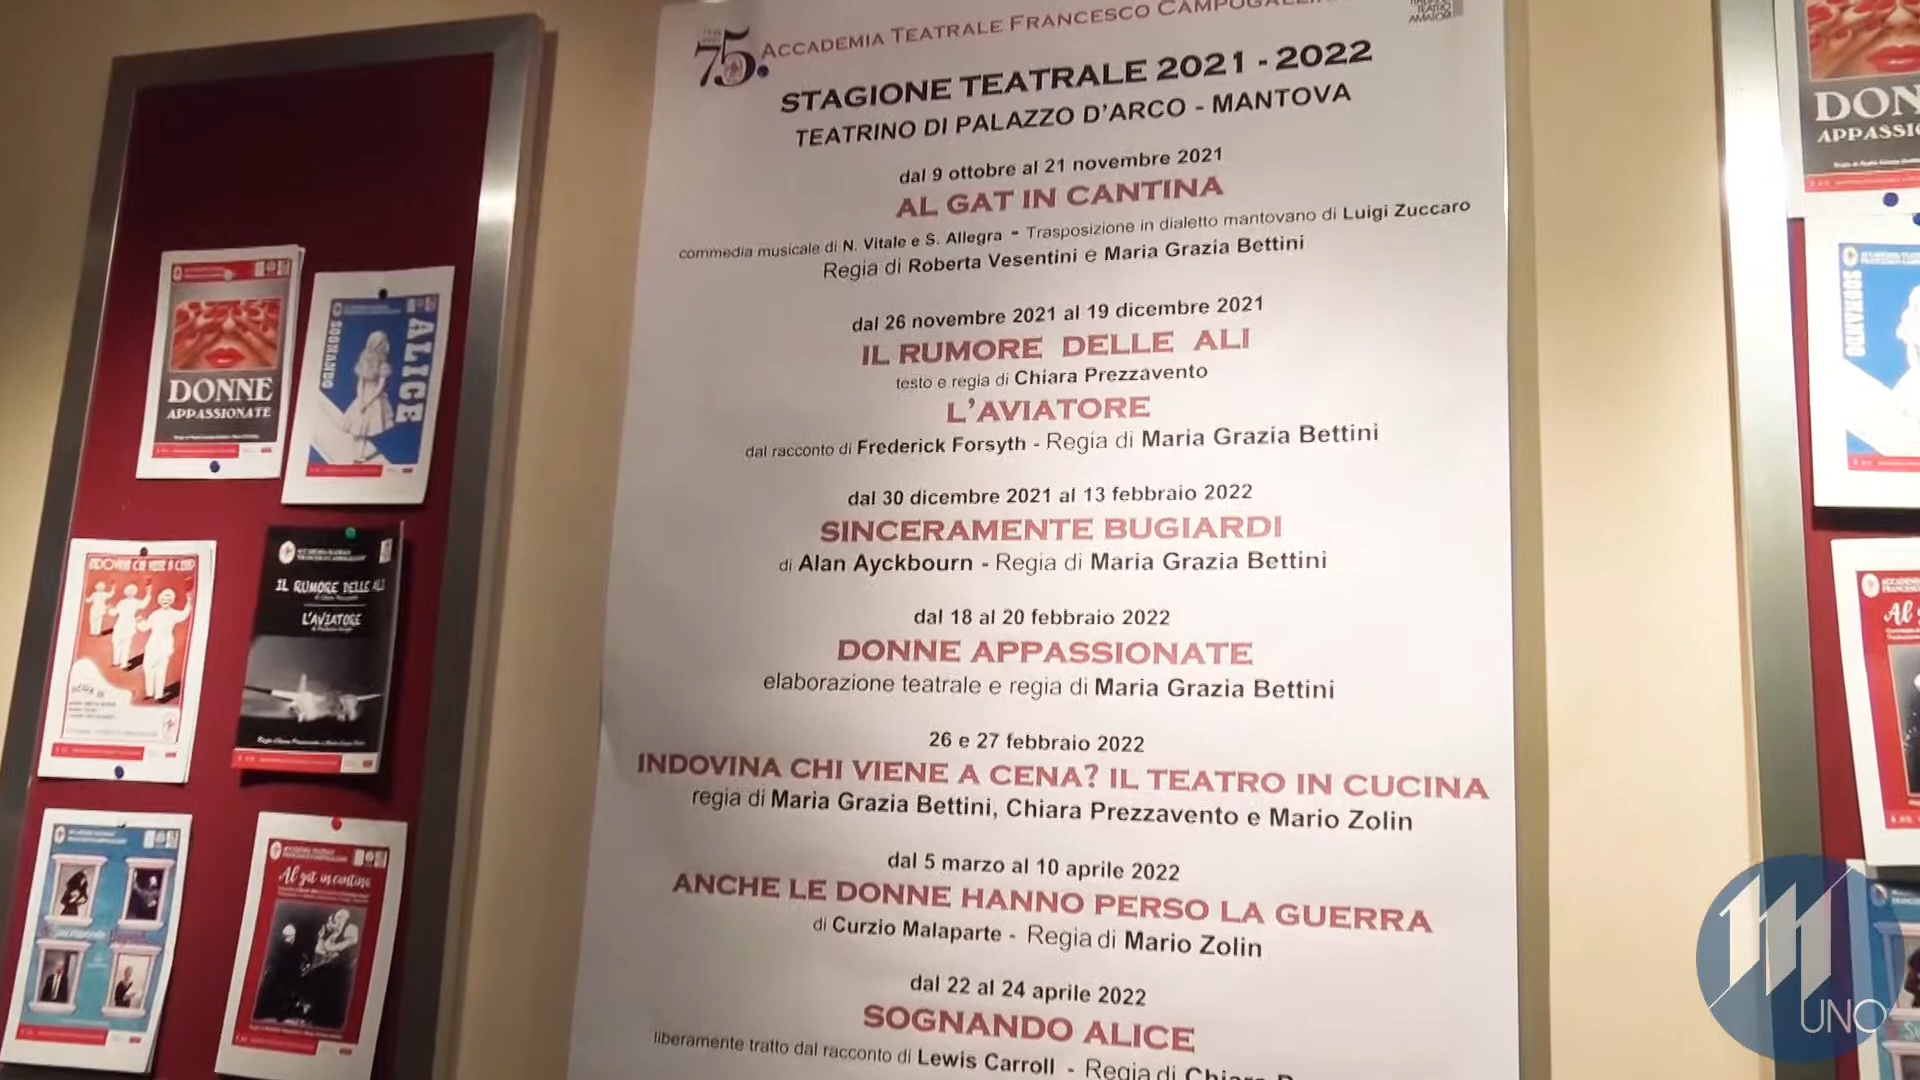 75.
ACCADEMIA TEATRALE FRANCESCO
STAGIONE TEATRALE 2021 - 2022
TEATRINO DI PALAZZO D'ARCO - MANTOVA
dal 9 ottobre al 21 novembre 2021
AL GAT IN CANTINA
commedia musicale di N. Vitale e S. Allegra - Trasposizione in dialetto mantovano di Luigi Zuccaro
Regia di Roberta Vesentini e Maria Grazia Bettini
dal 26 novembre 2021 al 19 dicembre 2021
IL RUMORE DELLE ALI
testo e regia di Chiara Prezzavento
L'AVIATORE
dal racconto di Frederick Forsyth - Regia di Maria Grazia Bettini
dal 30 dicembre 2021 al 13 febbraio 2022
SINCERAMENTE BUGIARDI
di Alan Ayckbourn - Regia di Maria Grazia Bettini
dal 18 al 20 febbraio 2022
DONNE APPASSIONATE
elaborazione teatrale e regia di Maria Grazia Bettini
26 e 27 febbraio 2022
INDOVINA CHI VIENE A CENA? IL TEATRO IN CUCINA
regia di Maria Grazia Bettini, Chiara Prezzavento e Mario Zolin
dal 5 marzo al 10 aprile 2022
ANCHE LE DONNE HANNO PERSO LA GUERRA
di Curzio Malaparte - Regia di Mario Zolin
dal 22 al 24 aprile 2022
SOGNANDO ALICE
liberamente tratto dal racconto di Lewis Carroll - Regia di
DONNE
APPASSIONATE
SOGNANDO
ALICE
INDOVINA CHI VIENE A CENA
IL RUMORE DELLE ALI
L'AVIATORE
Al gat in cantina
SOGNANDO
UNO